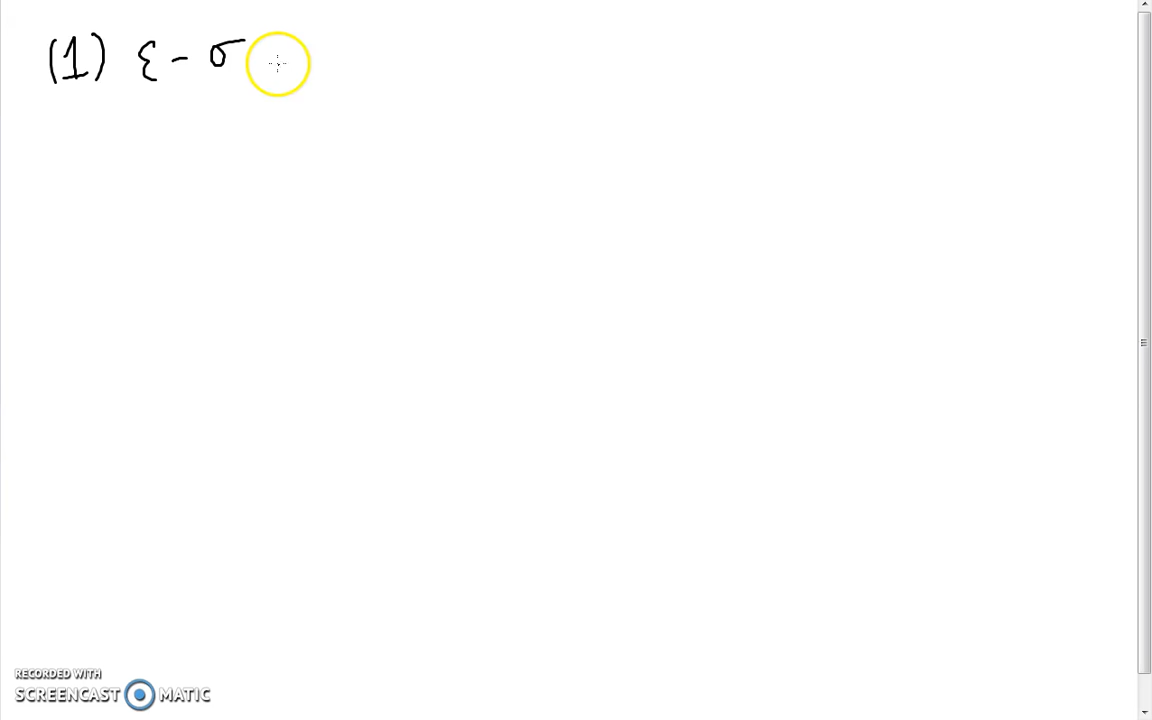 (1) ε - σ
RECORDED WITH
SCREENCAST MATIC